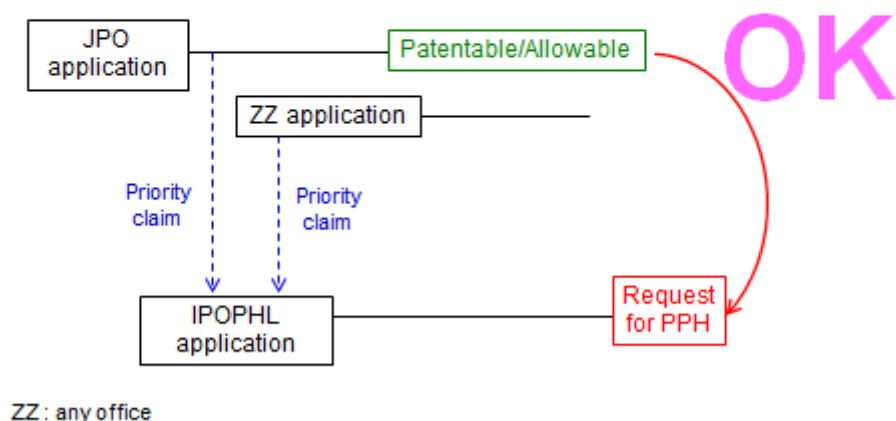 JPO
application
Patentable/Allowable
OK
ZZ application
Priority
claim
Priority
claim
IPOPHL
application
Request
for PPH
ZZ : any office